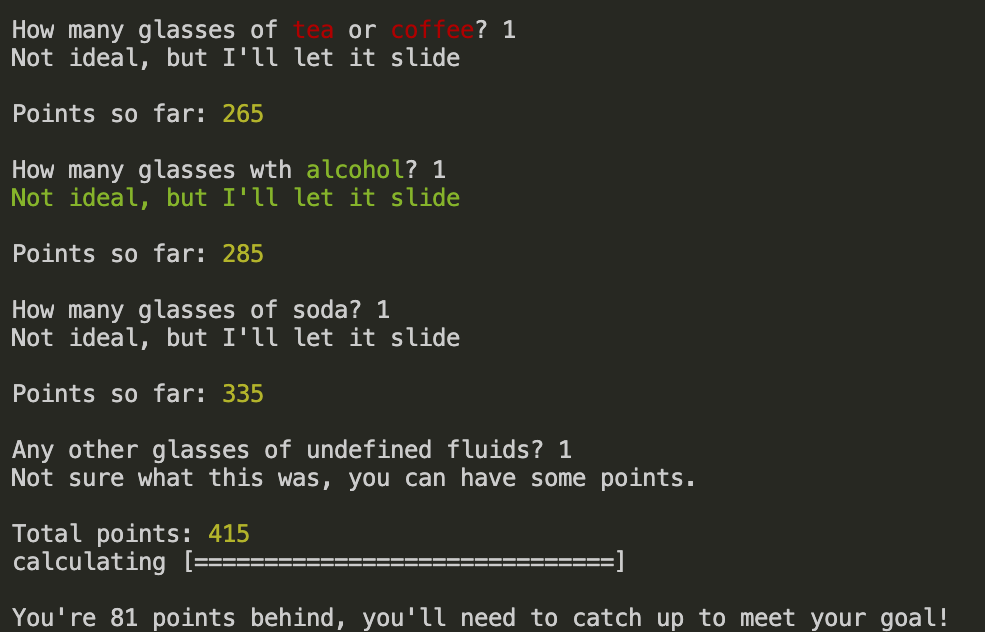 How many glasses of tea or coffee? 1
Not ideal, but I'll let it slide
Points so far: 265
How many glasses wth alcohol? 1
Not ideal, but I'll let it slide
Points so far: 285
How many glasses of soda? 1
Not ideal, but I'll let it slide
Points so far: 335
Any other glasses of undefined fluids? 1
Not sure what this was, you can have some points.
Total points: 415
calculating [==============================]
You're 81 points behind, you'll need to catch up to meet your goal!